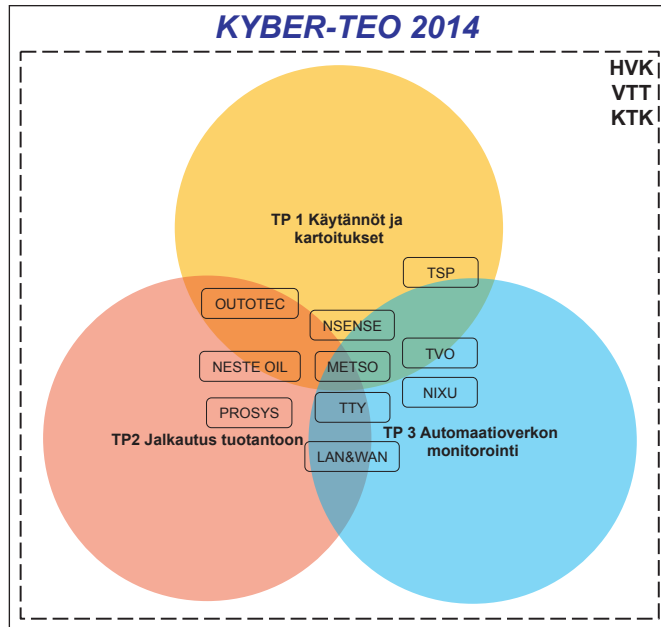 KYBER-TEO 2014
HVK
VTT
KTK
TP 1 Käytännöt ja
kartoitukset
TSP
OUTOTEC
NSENSE
NESTE OIL
METSO
TVO
NIXU
PROSYS
TTY
TP2 Jalkautus tuotantoon
TP 3 Automaatioverkon
monitorointi
LAN&WAN